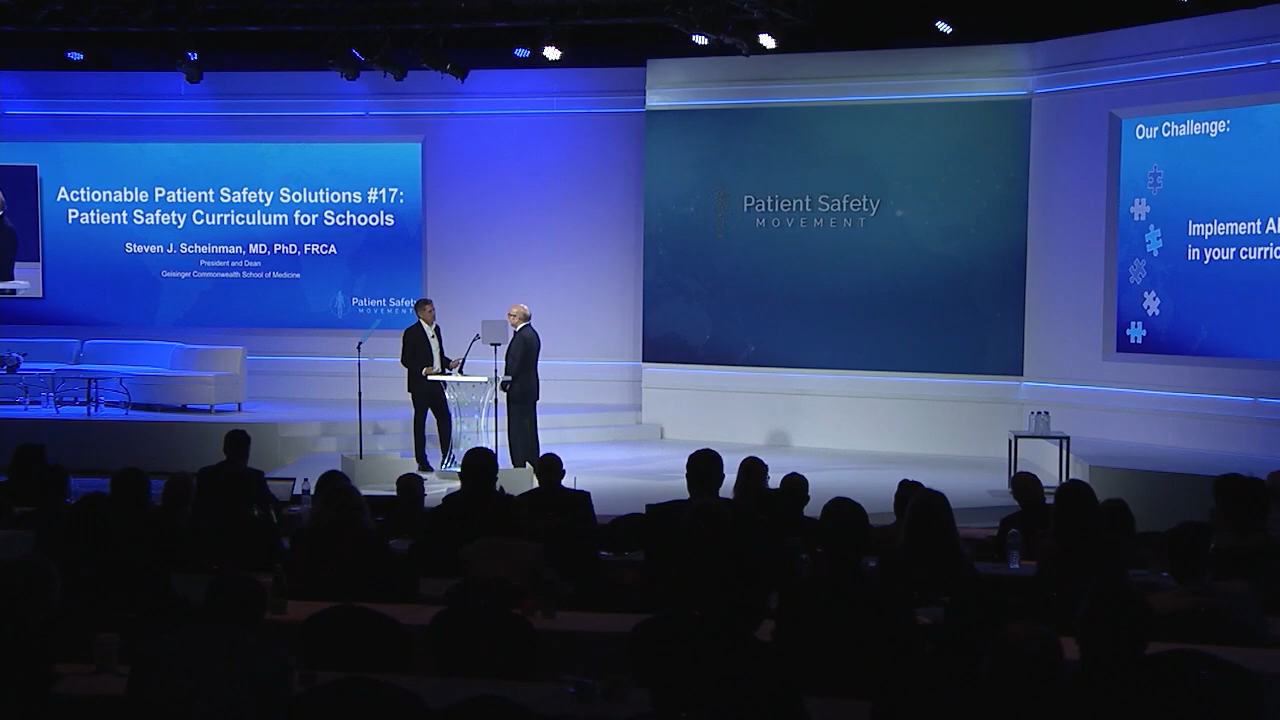 Actionable Patient Safety Solutions #17:
Patient Safety Curriculum for Schools
Steven J. Scheinman, MD, PhD, FRCA
President and Dean
Geisinger Commonwealth School of Medicine
Patient Safety
MOVEMENT
Patient Safety
MOVEMENT
Our Challenge:
Implement A
in your curric